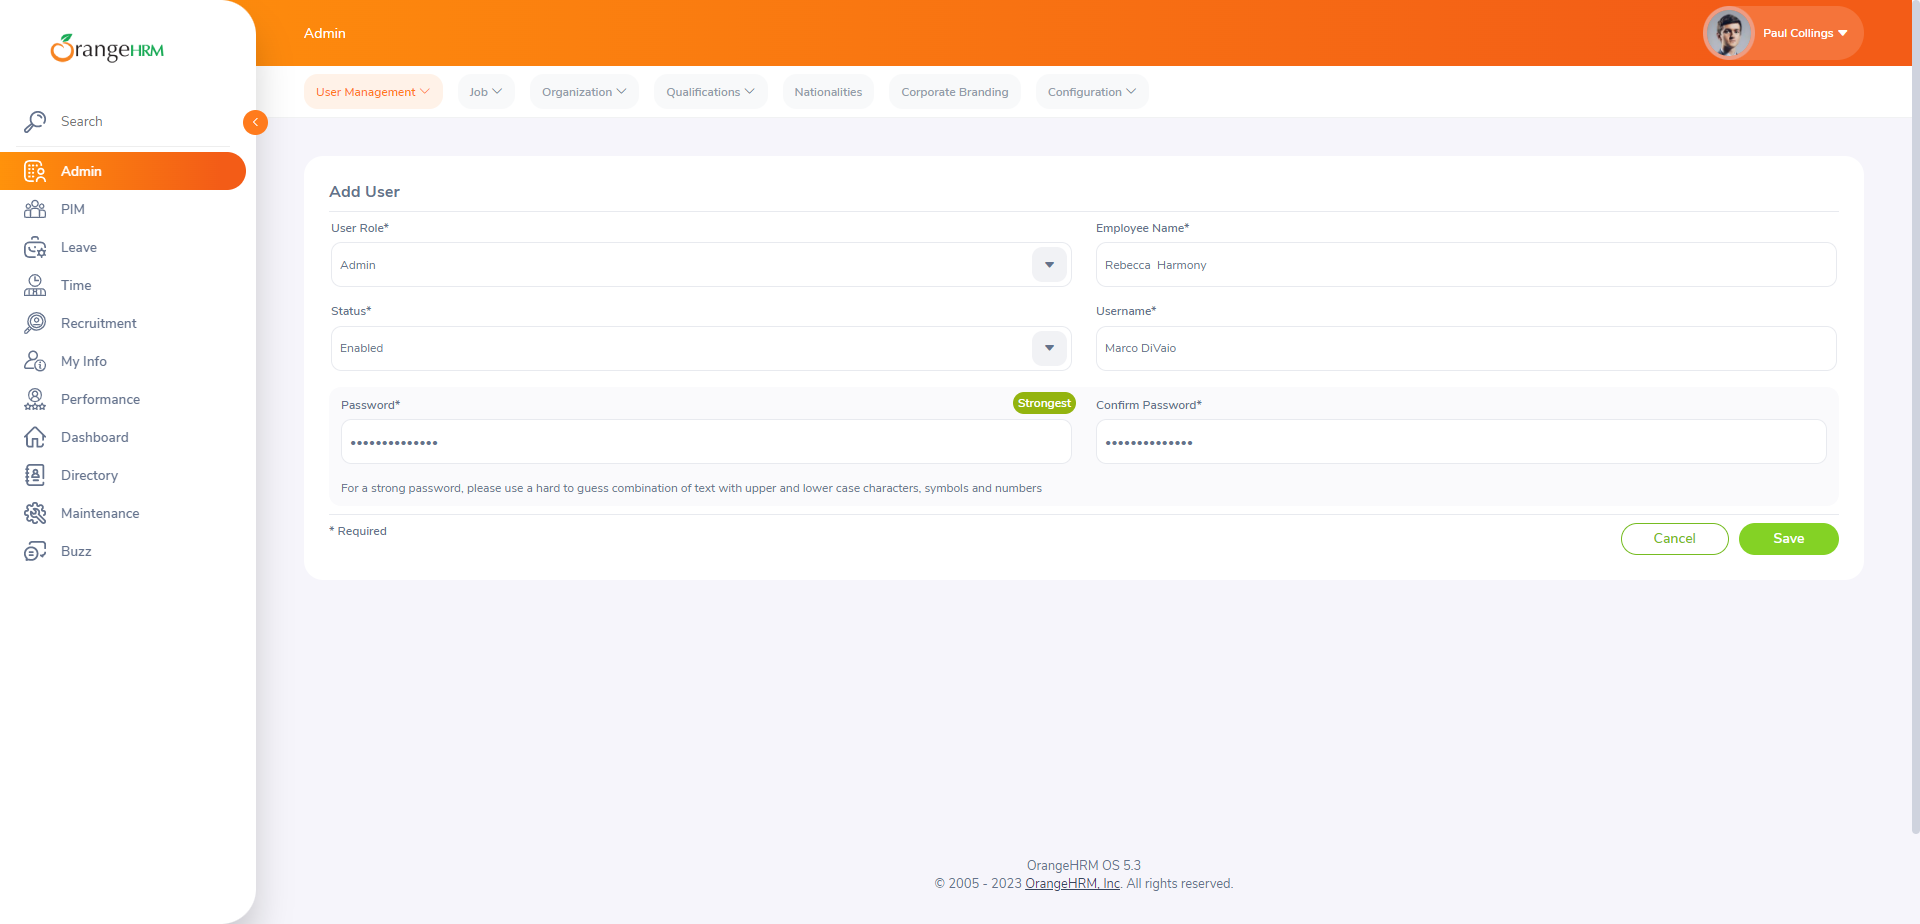 OrangeHRM
Search
Admin
PIM
Leave
Time
Recruitment
My Info
Performance
Dashboard
Directory
Maintenance
Buzz
Admin
Paul Collings
User Management
Job
Organization
Qualifications
Nationalities
Corporate Branding
Configuration
Add User
User Role*
Admin
Employee Name*
Rebecca  Harmony
Status*
Enabled
Username*
Marco DiVaio
Password*
Strongest
••••••••••••••
Confirm Password*
••••••••••••••
For a strong password, please use a hard to guess combination of text with upper and lower case characters, symbols and numbers
* Required
Cancel
Save
OrangeHRM OS 5.3
© 2005 - 2023 OrangeHRM, Inc. All rights reserved.